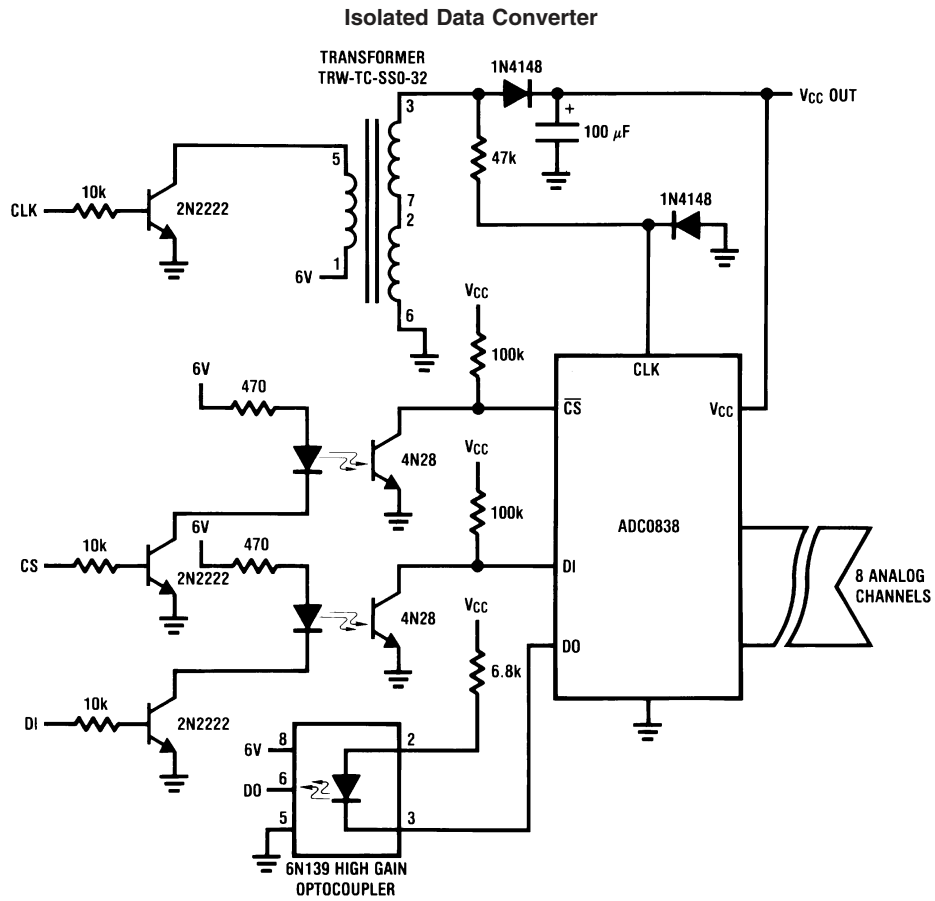 Isolated Data Converter
TRANSFORMER
TRW-TC-SS0-32
1N4148
3
VCC OUT
+
100 µF
47k
5
10k
7
1N4148
CLK
2N2222
2
1
6V
VCC
6
100k
CLK
6V
470
CS
VCC
VCC
4N28
100k
6V
ADC0838
10k
470
CS
2N2222
DI
8 ANALOG
CHANNELS
VCC
4N28
DO
6.8k
10k
DI
2N2222
8
2
6V
6
DO
5
3
6N139 HIGH GAIN
OPTOCOUPLER